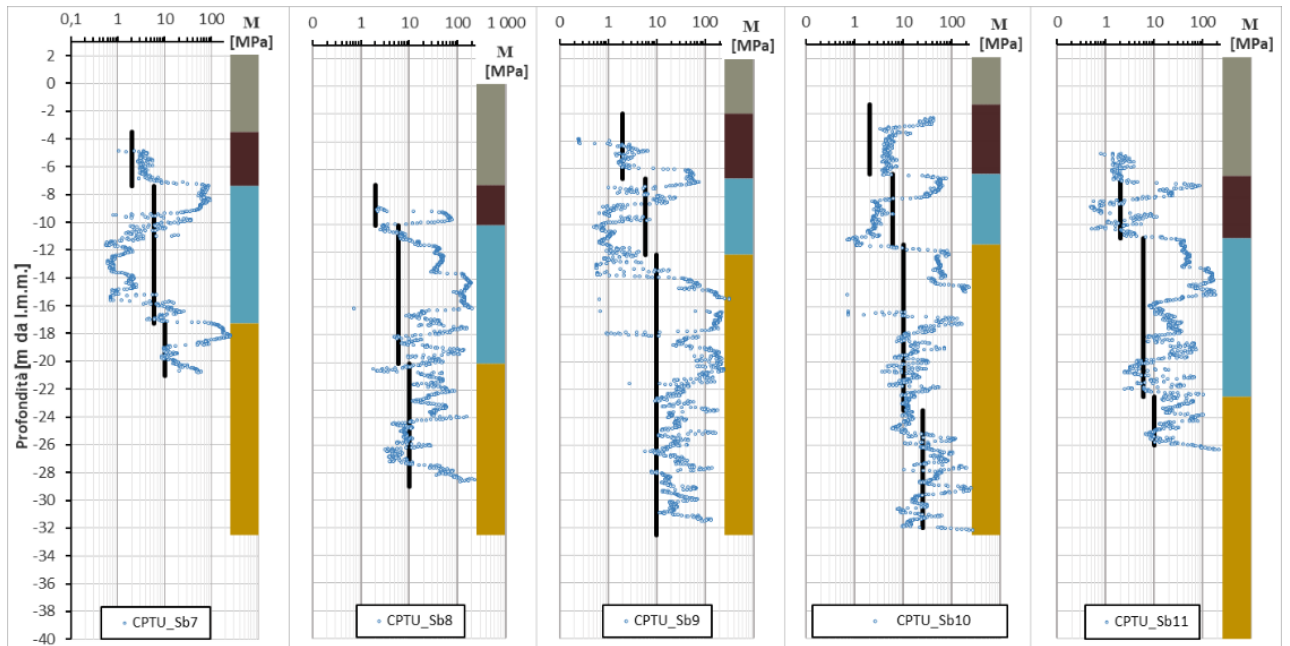 0,1 1 10 100 M
[MPa]
0 1 10 100 1 000 M
[MPa]
0 1 10 100 M
[MPa]
0 1 10 100 M
[MPa]
0 1 10 100 M
[MPa]
Profondità [m da l.m.m.]
2
0
-2
-4
-6
-8
-10
-12
-14
-16
-18
-20
-22
-24
-26
-28
-30
-32
-34
-36
-38
-40
CPTU_Sb7
CPTU_Sb8
CPTU_Sb9
CPTU_Sb10
CPTU_Sb11